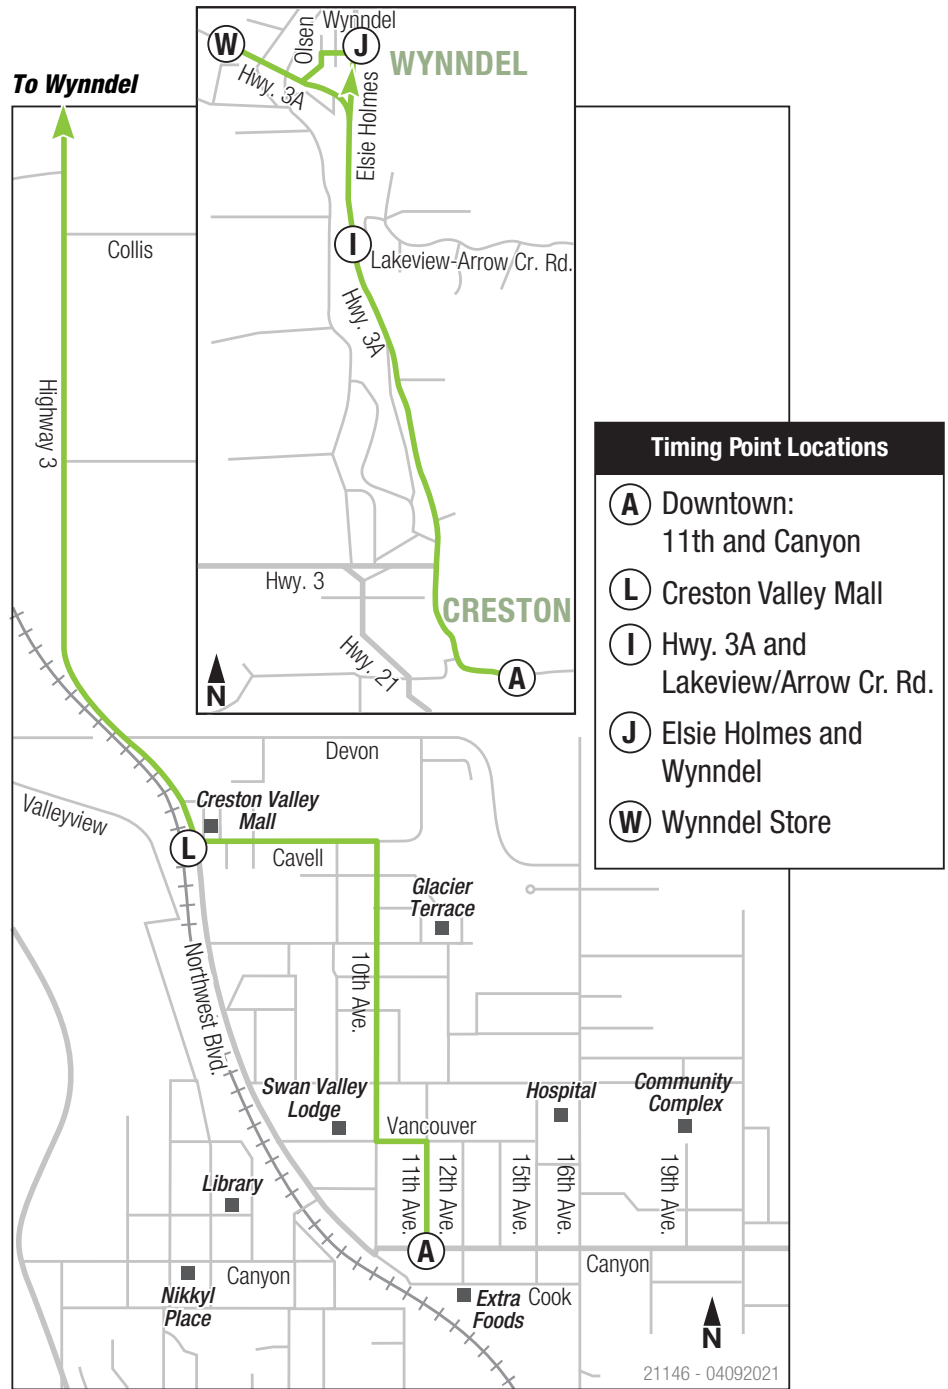 To Wynndel
W
Olsen
Wynndel
J
WYNNDEL
Hwy. 3A
Elsie Holmes
I
Lakeview-Arrow Cr. Rd.
Hwy. 3A
Hwy. 3
CRESTON
Hwy. 21
A
N
Collis
Highway 3
Timing Point Locations
A Downtown:
11th and Canyon
L Creston Valley Mall
I Hwy. 3A and
Lakeview/Arrow Cr. Rd.
J Elsie Holmes and
Wynndel
W Wynndel Store
Devon
Valleyview
Creston Valley
Mall
L
Cavell
Glacier
Terrace
Northwest Blvd.
10th Ave.
Swan Valley
Lodge
Hospital
Community
Complex
Vancouver
11th Ave.
12th Ave.
15th Ave.
16th Ave.
19th Ave.
Library
A
Canyon
Canyon
Nikkyl
Place
Extra
Foods
Cook
N
21146 - 04092021